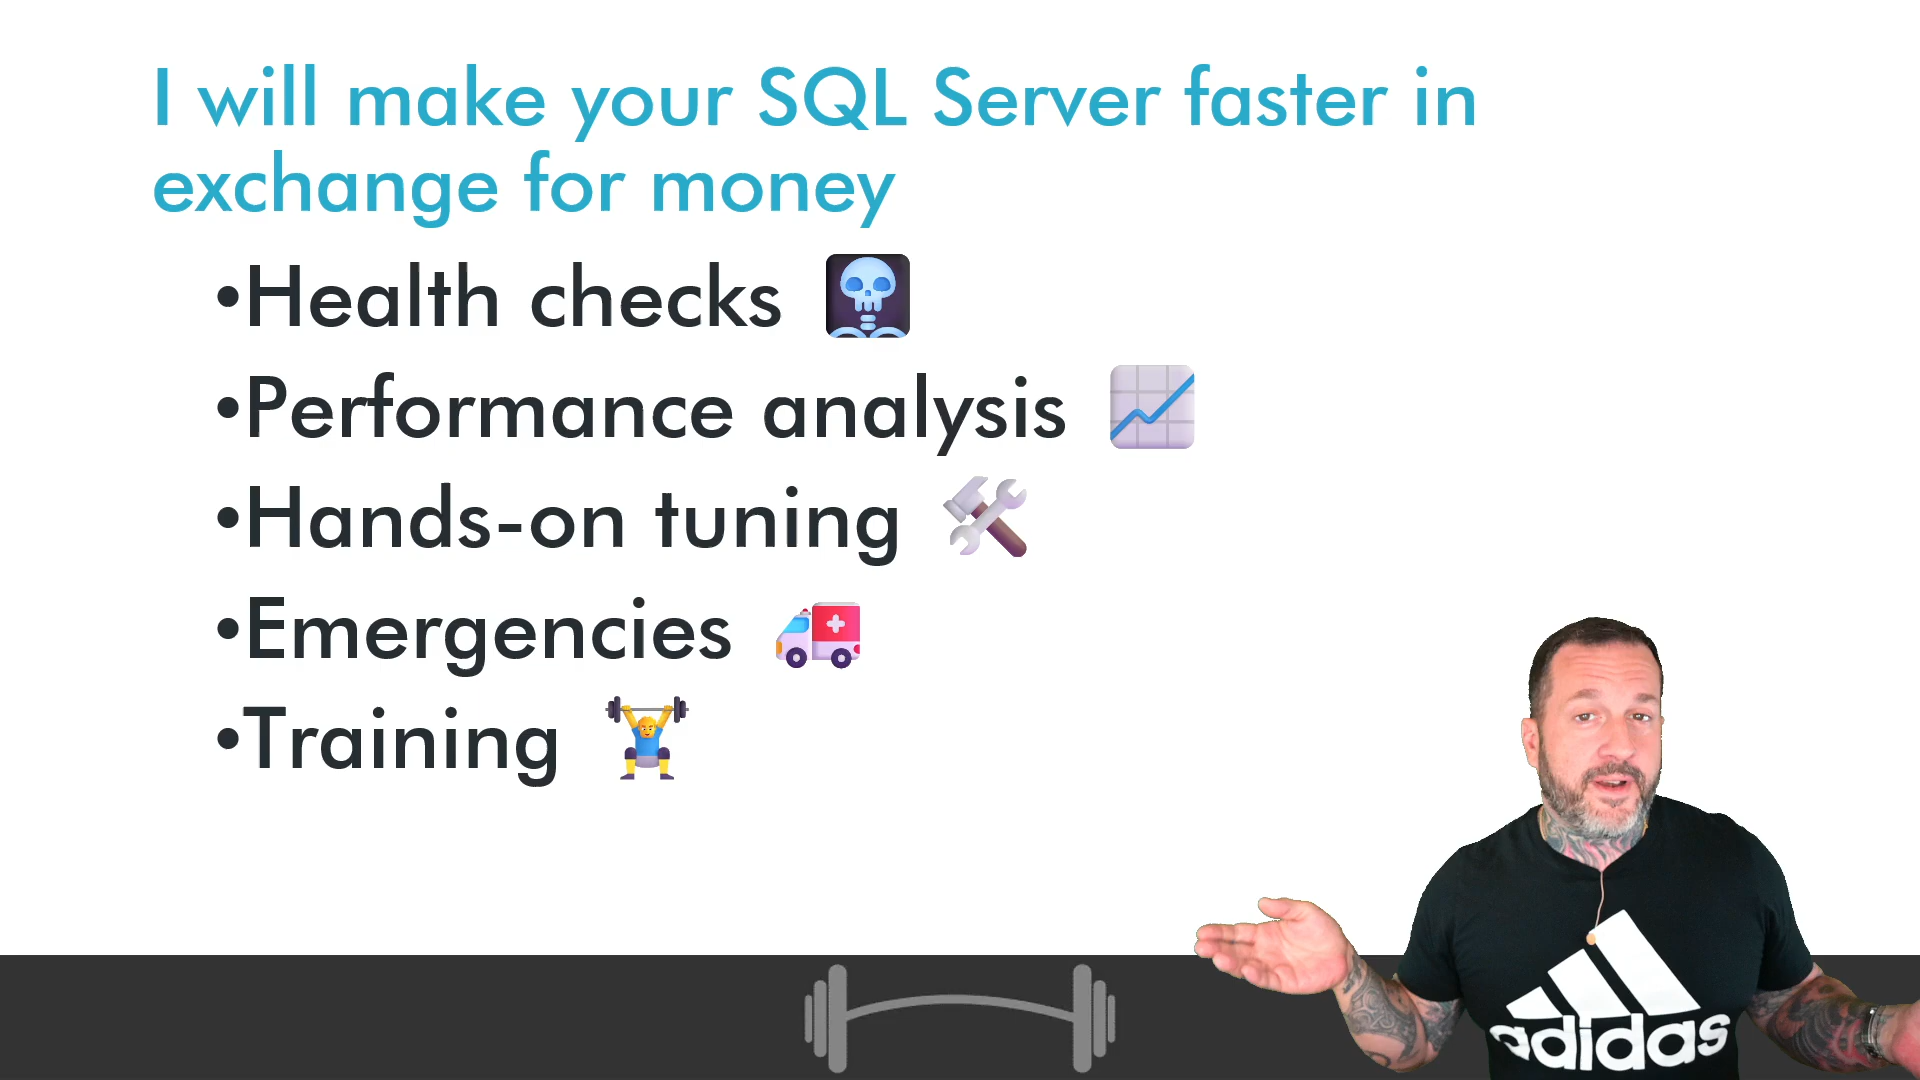 I will make your SQL Server faster in
exchange for money
•Health checks
•Performance analysis
•Hands-on tuning
•Emergencies
•Training
adidas